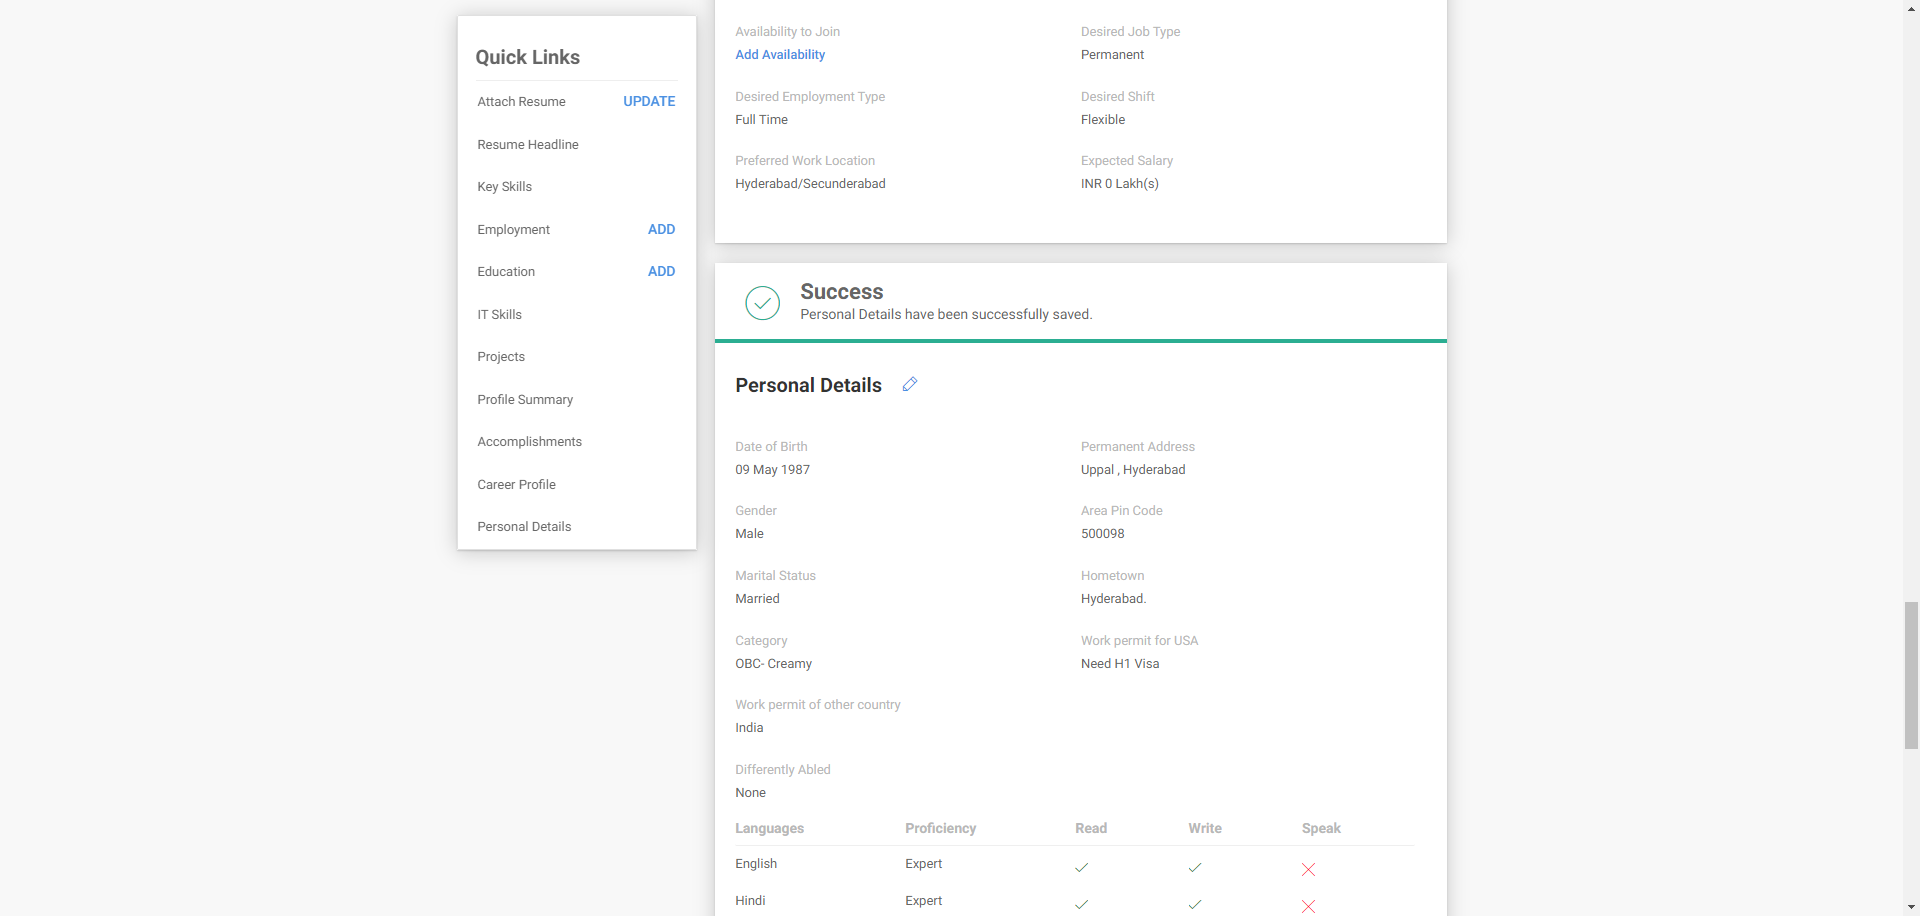 Quick Links
Attach Resume UPDATE
Resume Headline
Key Skills
Employment ADD
Education ADD
IT Skills
Projects
Profile Summary
Accomplishments
Career Profile
Personal Details
Availability to Join Desired Job Type
Add Availability Permanent
Desired Employment Type Desired Shift
Full Time Flexible
Preferred Work Location Expected Salary
Hyderabad/Secunderabad INR 0 Lakh(s)
Success
Personal Details have been successfully saved.
Personal Details
Date of Birth Permanent Address
09 May 1987 Uppal , Hyderabad
Gender Area Pin Code
Male 500098
Marital Status Hometown
Married Hyderabad.
Category Work permit for USA
OBC- Creamy Need H1 Visa
Work permit of other country
India
Differently Abled
None
Languages Proficiency Read Write Speak
English Expert
Hindi Expert